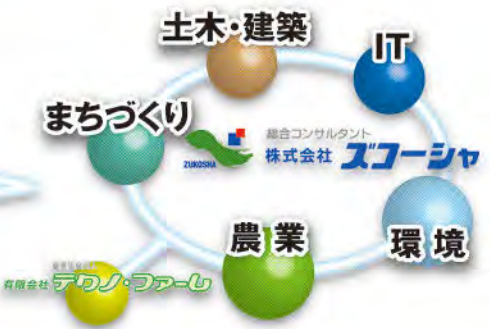 土木・建築
IT
まちづくり
総合コンサルタント
ZUKOSHA
株式会社 ズコーシャ
農業
環境
有限会社 テクノ・ファーム